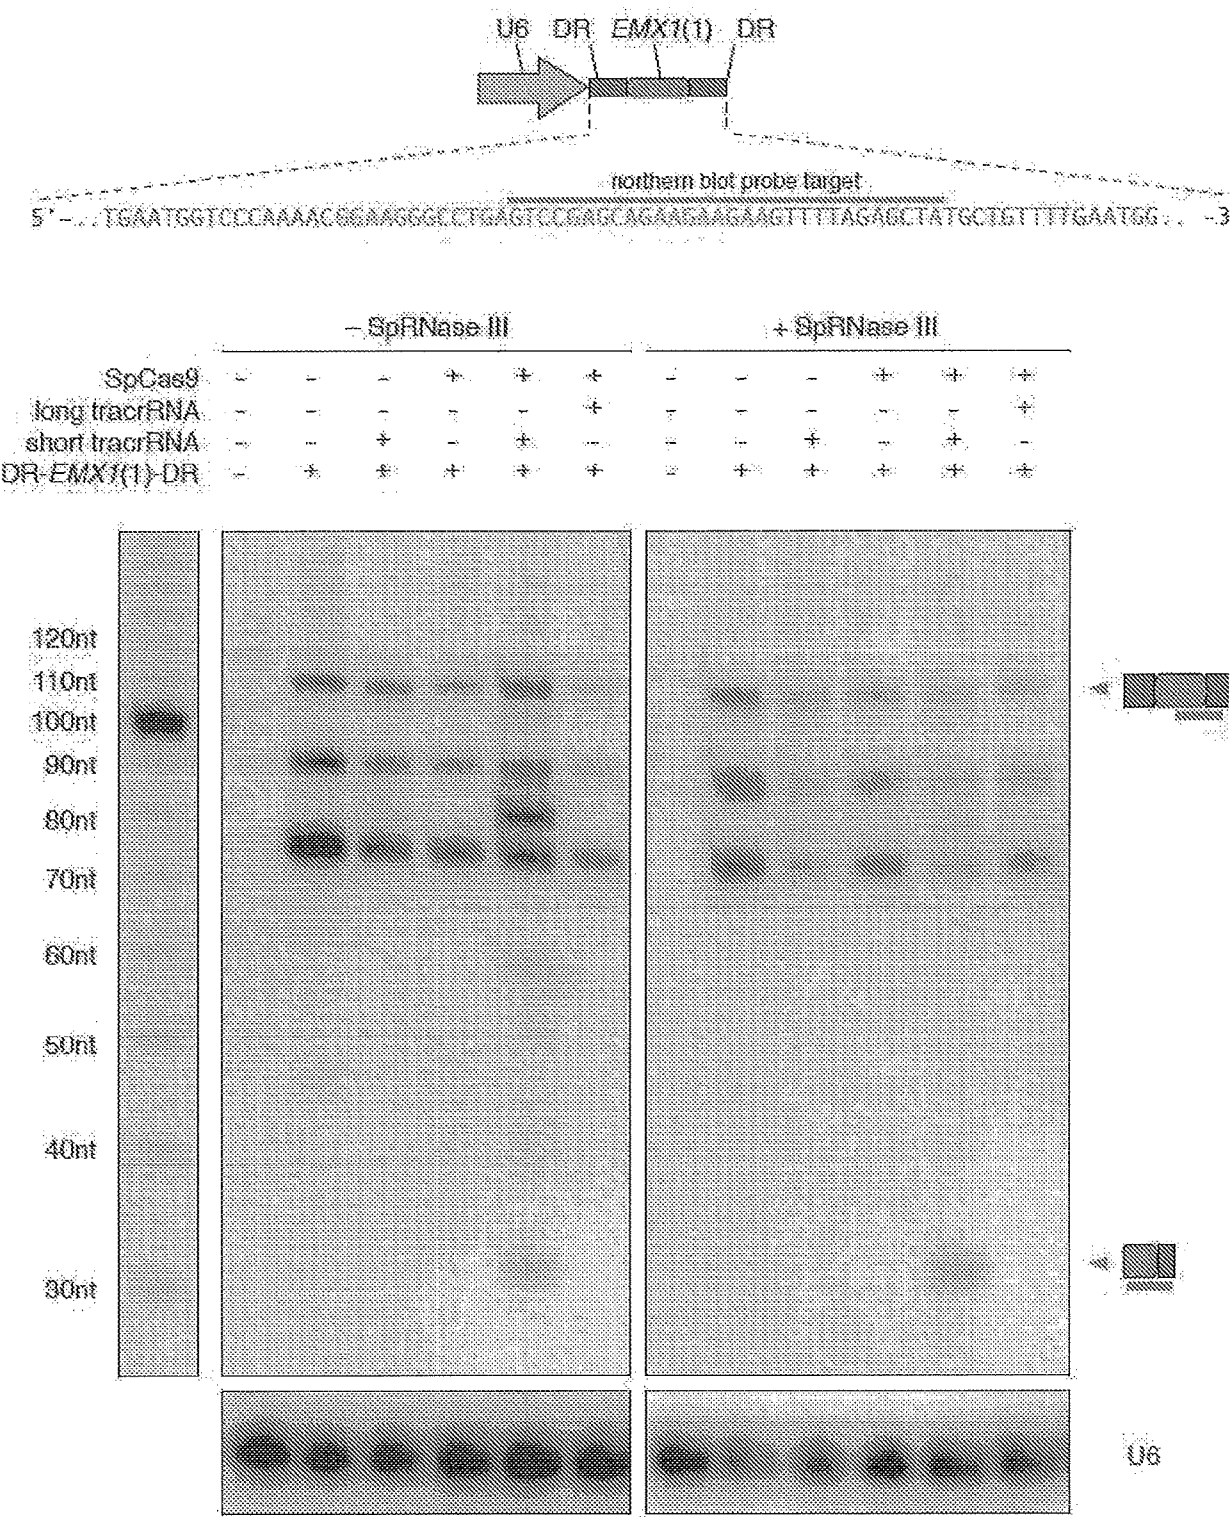 U6 DR EMX1(1) DR
northern blot probe target
5'-...TGAATGGTCCCAAAACGGAAGGGCCTGAGTCCGAGCAGAAGAAGAAGTTTTAGAGCTATGCTGTTTTGAATGG.. -3
– SpRNase III + SpRNase III
SpCas9 - - - + + + - - - + + +
long tracrRNA - - - - - + - - - - - +
short tracrRNA - - + - + - - - + - + -
DR-EMX1(1)-DR - + + + + + - + + + + +
120nt
110nt
100nt
90nt
80nt
70nt
60nt
50nt
40nt
30nt
U6